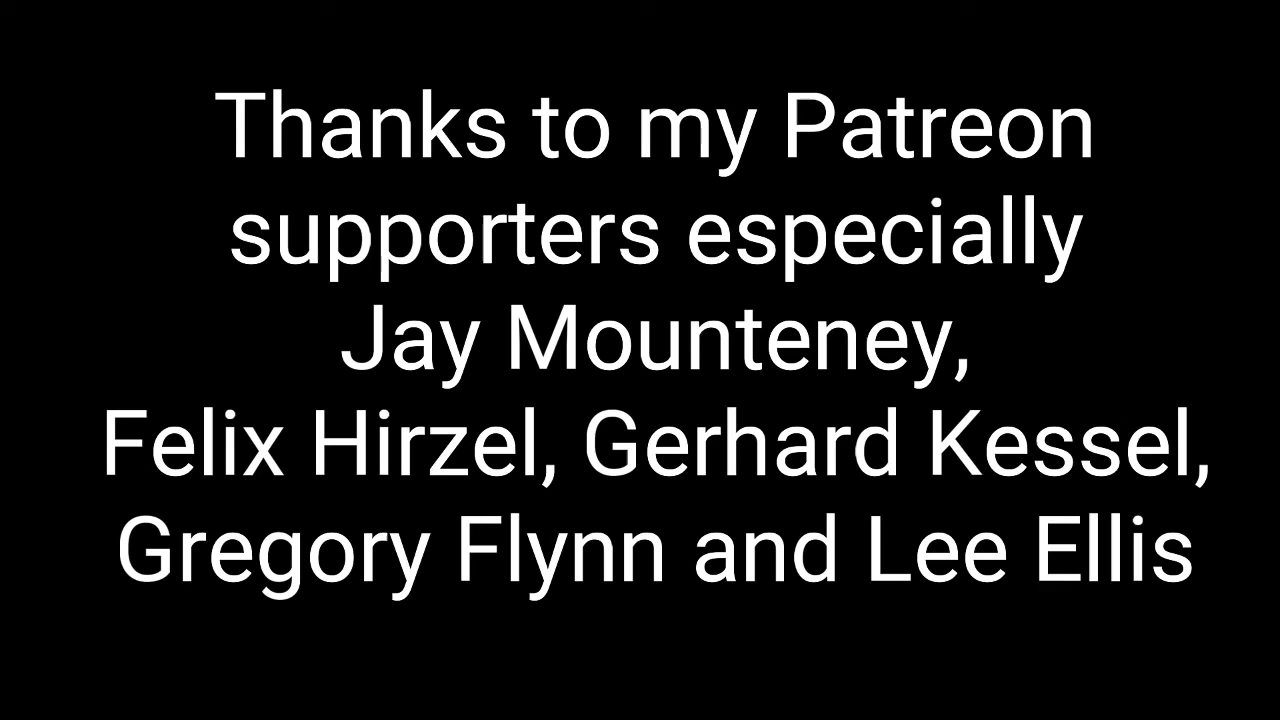 Thanks to my Patreon
supporters especially
Jay Mounteney,
Felix Hirzel, Gerhard Kessel,
Gregory Flynn and Lee Ellis